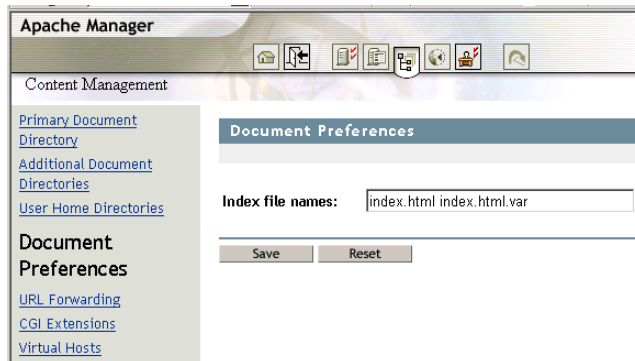 Apache Manager
Content Management
Primary Document
Directory
Additional Document
Directories
User Home Directories
Document
Preferences
URL Forwarding
CGI Extensions
Virtual Hosts
Document Preferences
Index file names: index.html index.html.var
Save Reset